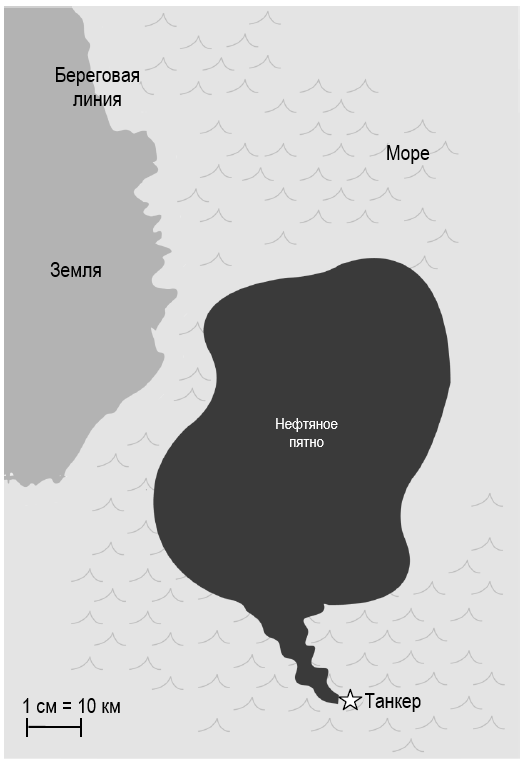 Береговая
линия
Море
Земля
Нефтяное
пятно
1 см = 10 км
Танкер